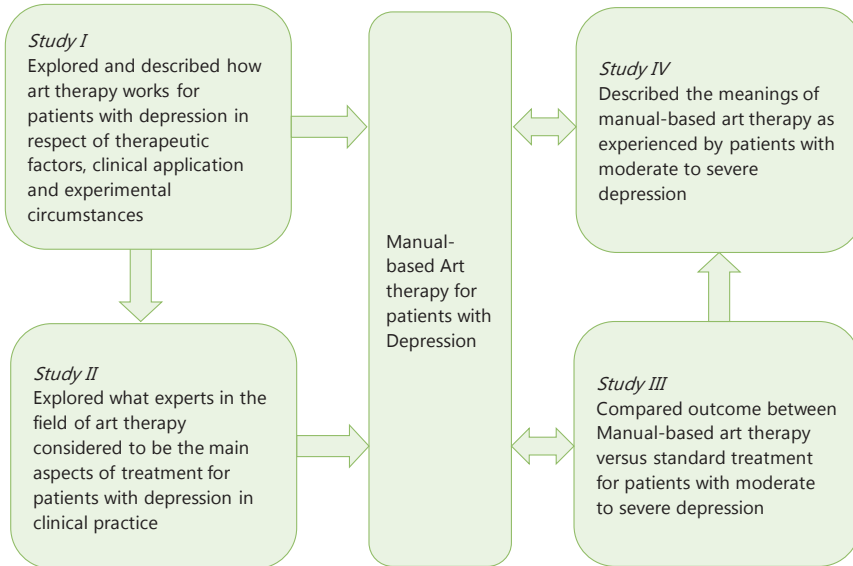 Study I
Explored and described how
art therapy works for
patients with depression in
respect of therapeutic
factors, clinical application
and experimental
circumstances
Study II
Explored what experts in the
field of art therapy
considered to be the main
aspects of treatment for
patients with depression in
clinical practice
Manual-
based Art
therapy for
patients with
Depression
Study IV
Described the meanings of
manual-based art therapy as
experienced by patients with
moderate to severe
depression
Study III
Compared outcome between
Manual-based art therapy
versus standard treatment
for patients with moderate
to severe depression